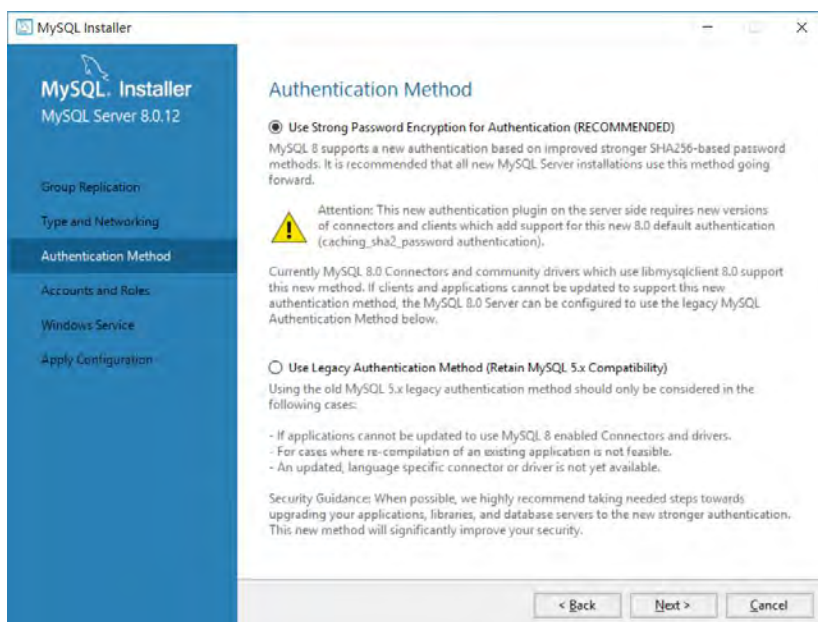 MySQL Installer
MySQL. Installer
MySQL Server 8.0.12
Group Replication
Type and Networking
Authentication Method
Accounts and Roles
Windows Service
Apply Configuration
Authentication Method
Use Strong Password Encryption for Authentication (RECOMMENDED)
MySQL 8 supports a new authentication based on improved stronger SHA256-based password
methods. It is recommended that all new MySQL Server installations use this method going
forward.
Attention: This new authentication plugin on the server side requires new versions
of connectors and clients which add support for this new 8.0 default authentication
(caching_sha2_password authentication).
Currently MySQL 8.0 Connectors and community drivers which use libmysqlclient 8.0 support
this new method. If clients and applications cannot be updated to support this new
authentication method, the MySQL 8.0 Server can be configured to use the legacy MySQL
Authentication Method below.
Use Legacy Authentication Method (Retain MySQL 5.x Compatibility)
Using the old MySQL 5.x legacy authentication method should only be considered in the
following cases:
- If applications cannot be updated to use MySQL 8 enabled Connectors and drivers.
- For cases where re-compilation of an existing application is not feasible.
- An updated, language specific connector or driver is not yet available.
Security Guidance: When possible, we highly recommend taking needed steps towards
upgrading your applications, libraries, and database servers to the new stronger authentication.
This new method will significantly improve your security.
< Back
Next >
Cancel